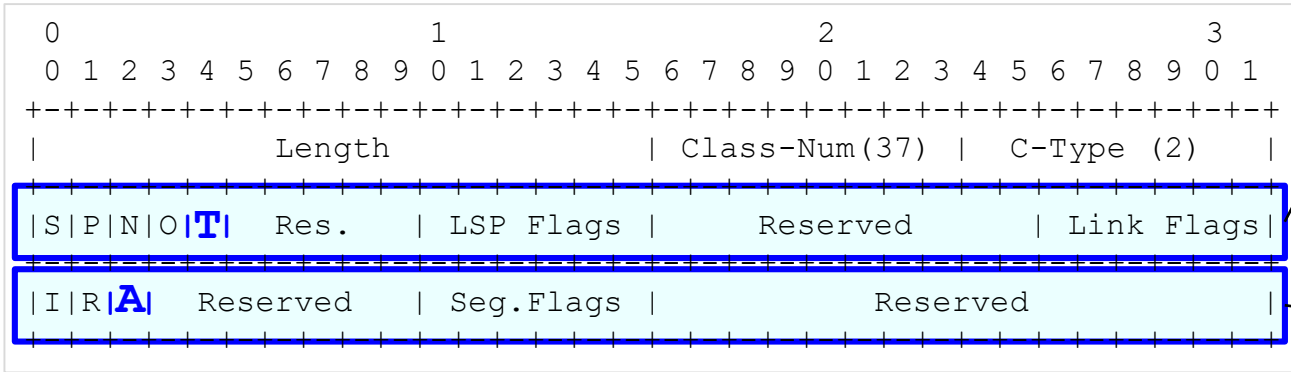 0                   1                   2                   3
 0 1 2 3 4 5 6 7 8 9 0 1 2 3 4 5 6 7 8 9 0 1 2 3 4 5 6 7 8 9 0 1
+-+-+-+-+-+-+-+-+-+-+-+-+-+-+-+-+-+-+-+-+-+-+-+-+-+-+-+-+-+-+-+-+
|            Length             | Class-Num(37) |  C-Type (2)   |
+-+-+-+-+-+-+-+-+-+-+-+-+-+-+-+-+-+-+-+-+-+-+-+-+-+-+-+-+-+-+-+-+
|S|P|N|O|T|  Res.   | LSP Flags |     Reserved      | Link Flags|
+-+-+-+-+-+-+-+-+-+-+-+-+-+-+-+-+-+-+-+-+-+-+-+-+-+-+-+-+-+-+-+-+
|I|R|A|  Reserved   | Seg.Flags |           Reserved            |
+-+-+-+-+-+-+-+-+-+-+-+-+-+-+-+-+-+-+-+-+-+-+-+-+-+-+-+-+-+-+-+-+